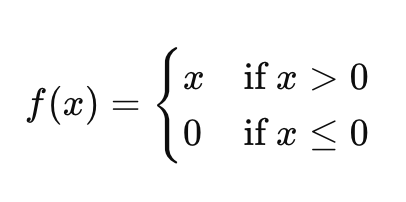 f(x) = { x if x > 0
0 if x ≤ 0